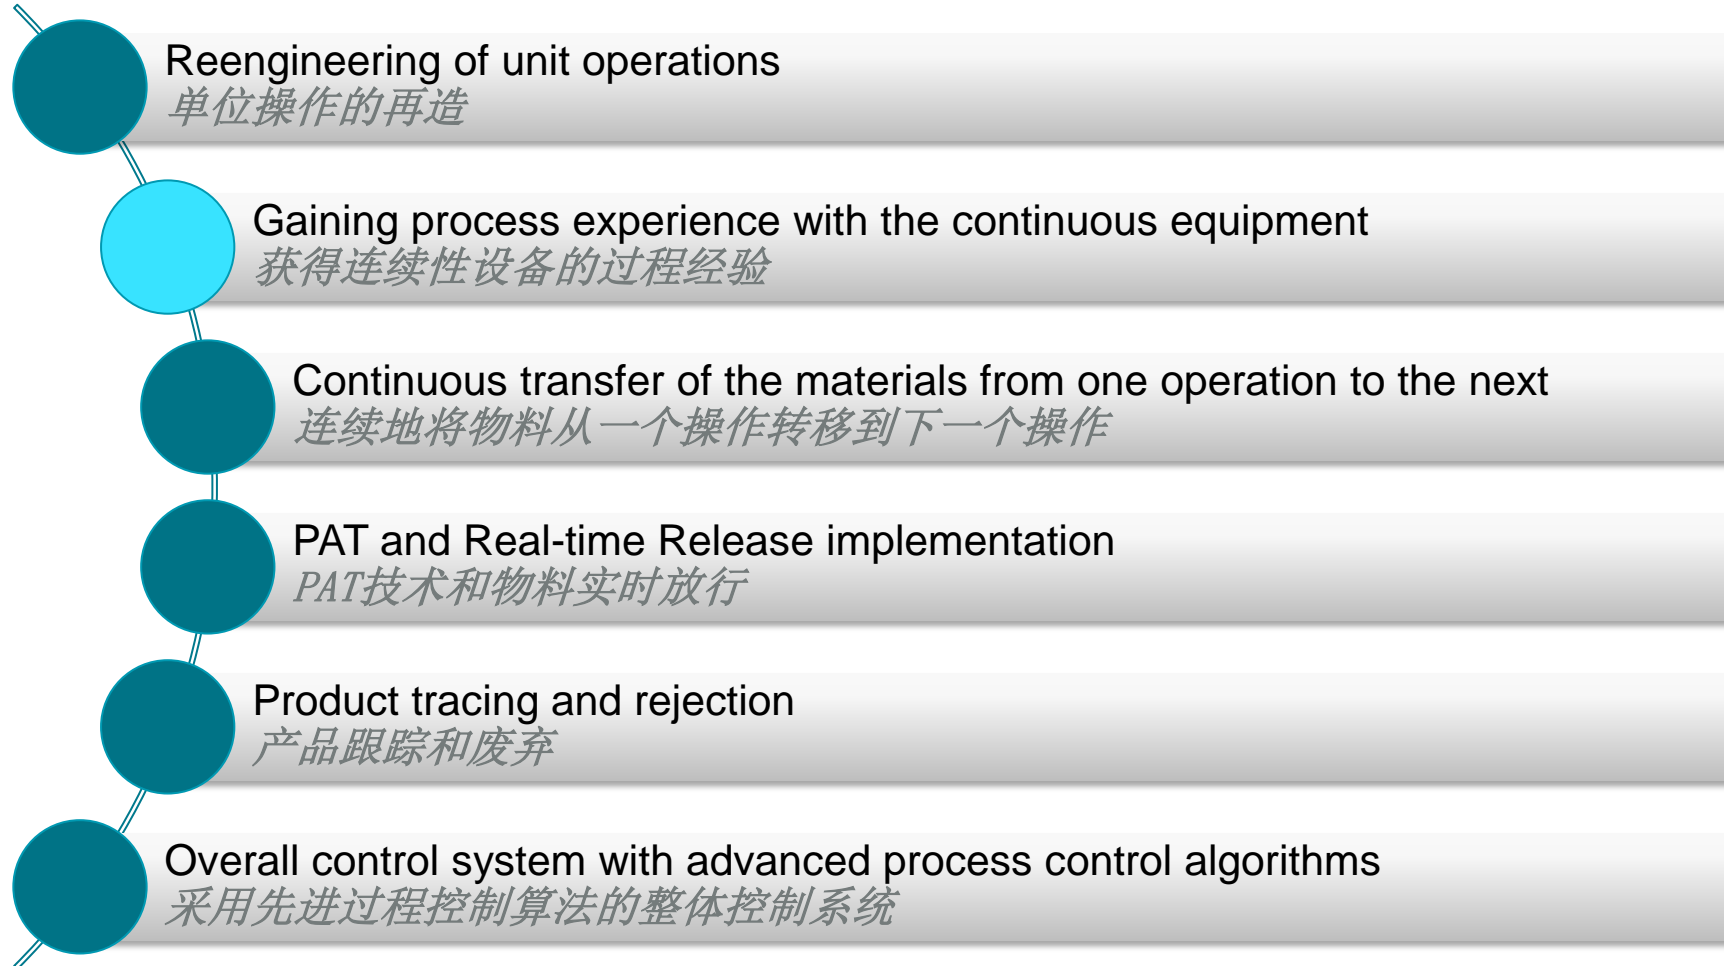 Reengineering of unit operations
单位操作的再造
Gaining process experience with the continuous equipment
获得连续性设备的过程经验
Continuous transfer of the materials from one operation to the next
连续地将物料从一个操作转移到下一个操作
PAT and Real-time Release implementation
PAT技术和物料实时放行
Product tracing and rejection
产品跟踪和废弃
Overall control system with advanced process control algorithms
采用先进过程控制算法的整体控制系统